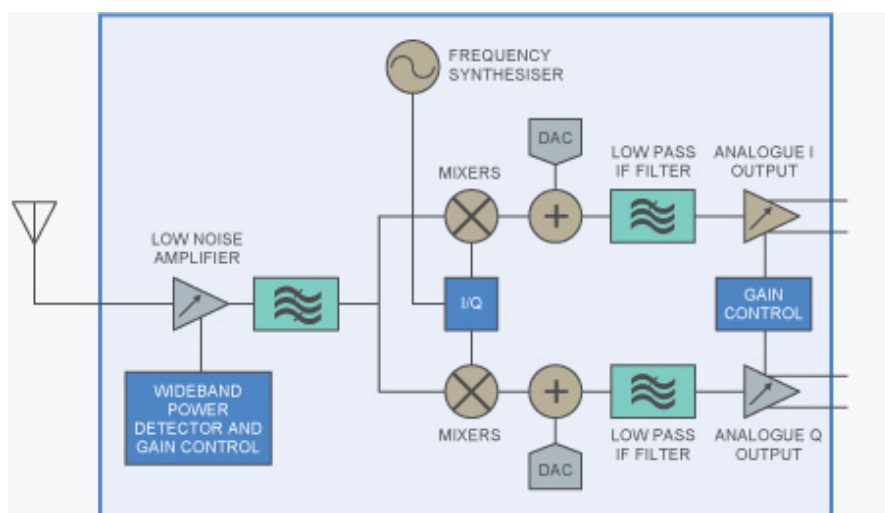 FREQUENCY
SYNTHESISER
DAC
MIXERS
LOW PASS
IF FILTER
ANALOGUE I
OUTPUT
LOW NOISE
AMPLIFIER
I/Q
GAIN
CONTROL
WIDEBAND
POWER
DETECTOR AND
GAIN CONTROL
MIXERS
DAC
LOW PASS
IF FILTER
ANALOGUE Q
OUTPUT